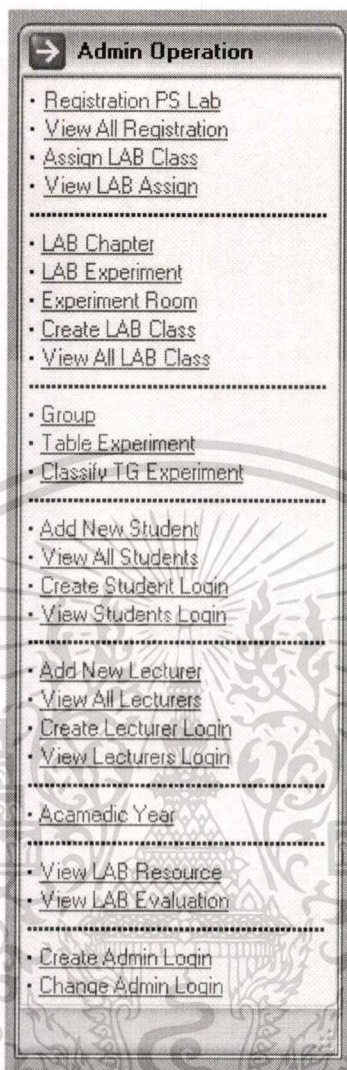 Admin Operation
· Registration PS Lab
· View All Registration
· Assign LAB Class
· View LAB Assign
· LAB Chapter
· LAB Experiment
· Experiment Room
· Create LAB Class
· View All LAB Class
· Group
· Table Experiment
· Classify TG Experiment
· Add New Student
· View All Students
· Create Student Login
· View Students Login
· Add New Lecturer
· View All Lecturers
· Create Lecturer Login
· View Lecturers Login
· Acamedic Year
· View LAB Resource
· View LAB Evaluation
· Create Admin Login
· Change Admin Login